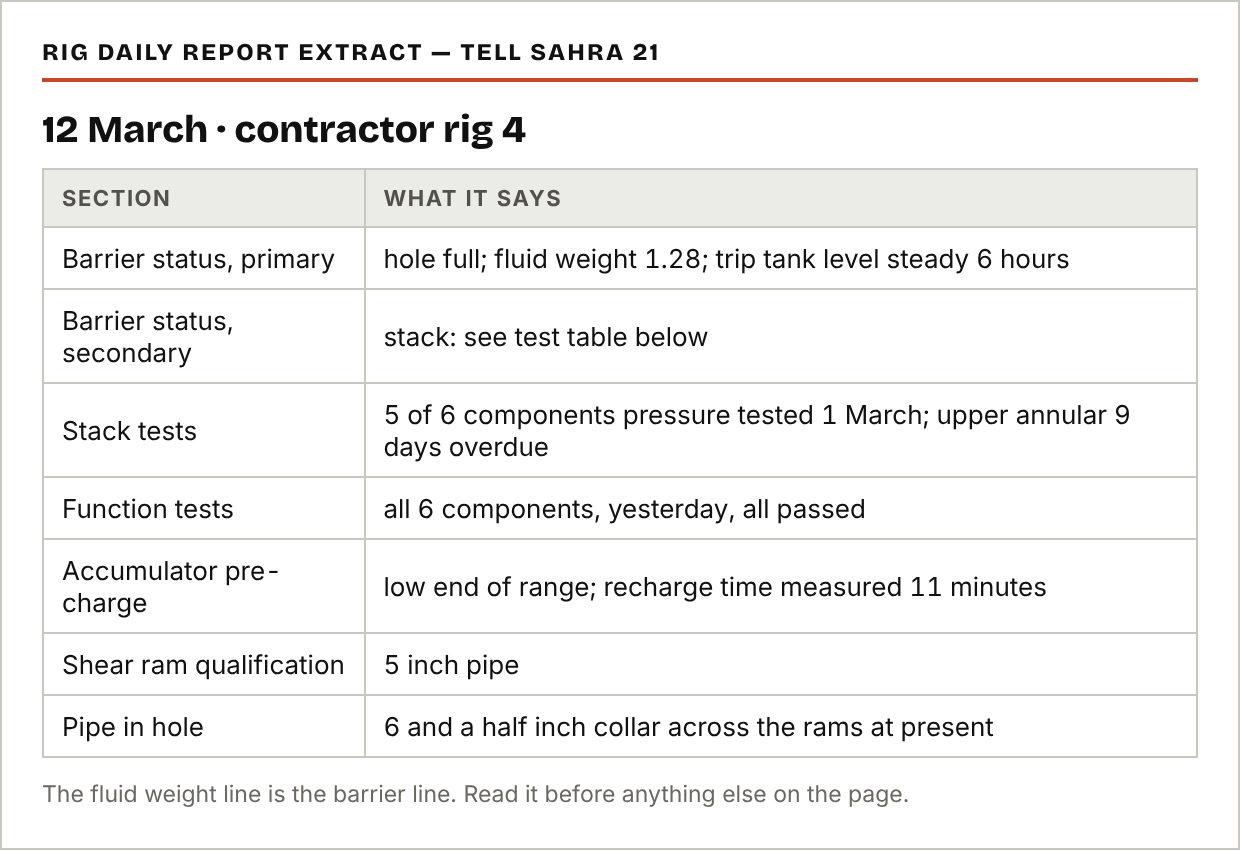 RIG DAILY REPORT EXTRACT — TELL SAHRA 21
12 March · contractor rig 4
SECTION
WHAT IT SAYS
Barrier status, primary
hole full; fluid weight 1.28; trip tank level steady 6 hours
Barrier status,
secondary
stack: see test table below
Stack tests
5 of 6 components pressure tested 1 March; upper annular 9
days overdue
Function tests
all 6 components, yesterday, all passed
Accumulator pre-
charge
low end of range; recharge time measured 11 minutes
Shear ram qualification
5 inch pipe
Pipe in hole
6 and a half inch collar across the rams at present
The fluid weight line is the barrier line. Read it before anything else on the page.